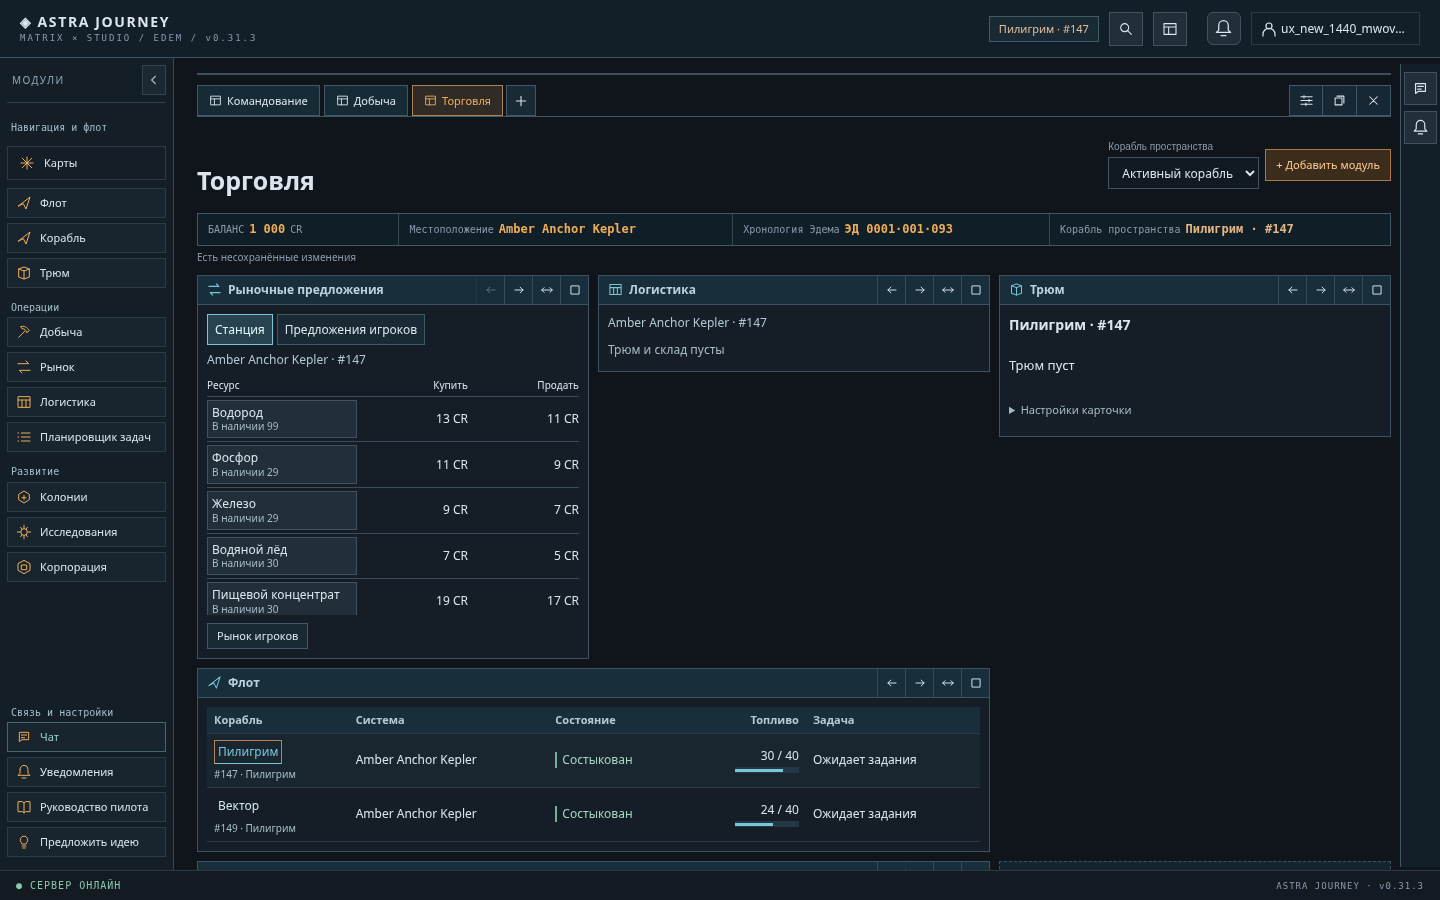 ◈ ASTRA JOURNEY
MATRIX × STUDIO / EDEM / v0.31.3
Пилигрим · #147
ux_new_1440_mwov...
МОДУЛИ
Навигация и флот
Карты
Флот
Корабль
Трюм
Операции
Добыча
Рынок
Логистика
Планировщик задач
Развитие
Колонии
Исследования
Корпорация
Связь и настройки
Чат
Уведомления
Руководство пилота
Предложить идею
Командование
Добыча
Торговля
Торговля
Корабль пространства
Активный корабль
+ Добавить модуль
БАЛАНС 1 000 CR
Местоположение Amber Anchor Kepler
Хронология Эдема ЭД 0001·001·093
Корабль пространства Пилигрим · #147
Есть несохранённые изменения
Рыночные предложения
Станция
Предложения игроков
Amber Anchor Kepler · #147
Ресурс Купить Продать
Водород
В наличии 99
13 CR 11 CR
Фосфор
В наличии 29
11 CR 9 CR
Железо
В наличии 29
9 CR 7 CR
Водяной лёд
В наличии 30
7 CR 5 CR
Пищевой концентрат
В наличии 30
19 CR 17 CR
Рынок игроков
Логистика
Amber Anchor Kepler · #147
Трюм и склад пусты
Трюм
Пилигрим · #147
Трюм пуст
Настройки карточки
Флот
Корабль Система Состояние Топливо Задача
Пилигрим
#147 · Пилигрим
Amber Anchor Kepler Состыкован 30 / 40 Ожидает задания
Вектор
#149 · Пилигрим
Amber Anchor Kepler Состыкован 24 / 40 Ожидает задания
СЕРВЕР ОНЛАЙН
ASTRA JOURNEY · v0.31.3